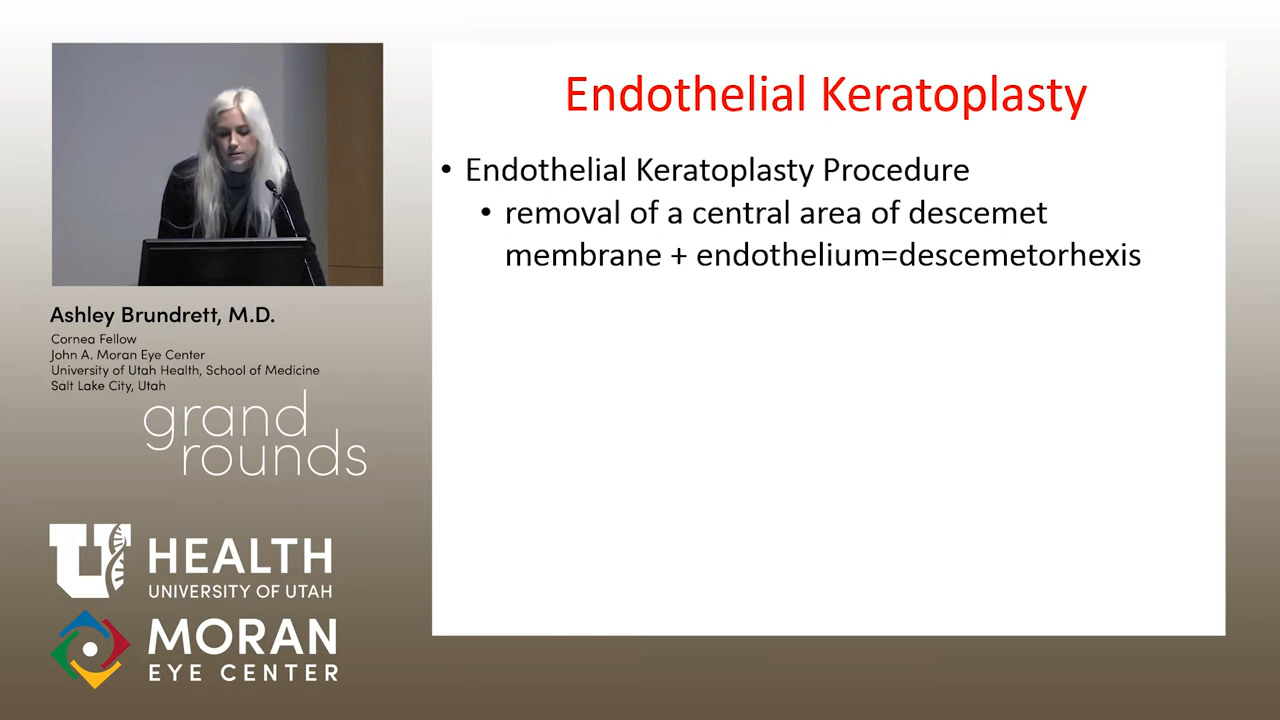 Endothelial Keratoplasty
• Endothelial Keratoplasty Procedure
• removal of a central area of descemet
membrane + endothelium=descemetorhexis
Ashley Brundrett, M.D.
Cornea Fellow
John A. Moran Eye Center
University of Utah Health, School of Medicine
Salt Lake City, Utah
grand
rounds
U HEALTH
UNIVERSITY OF UTAH
MORAN
EYE CENTER